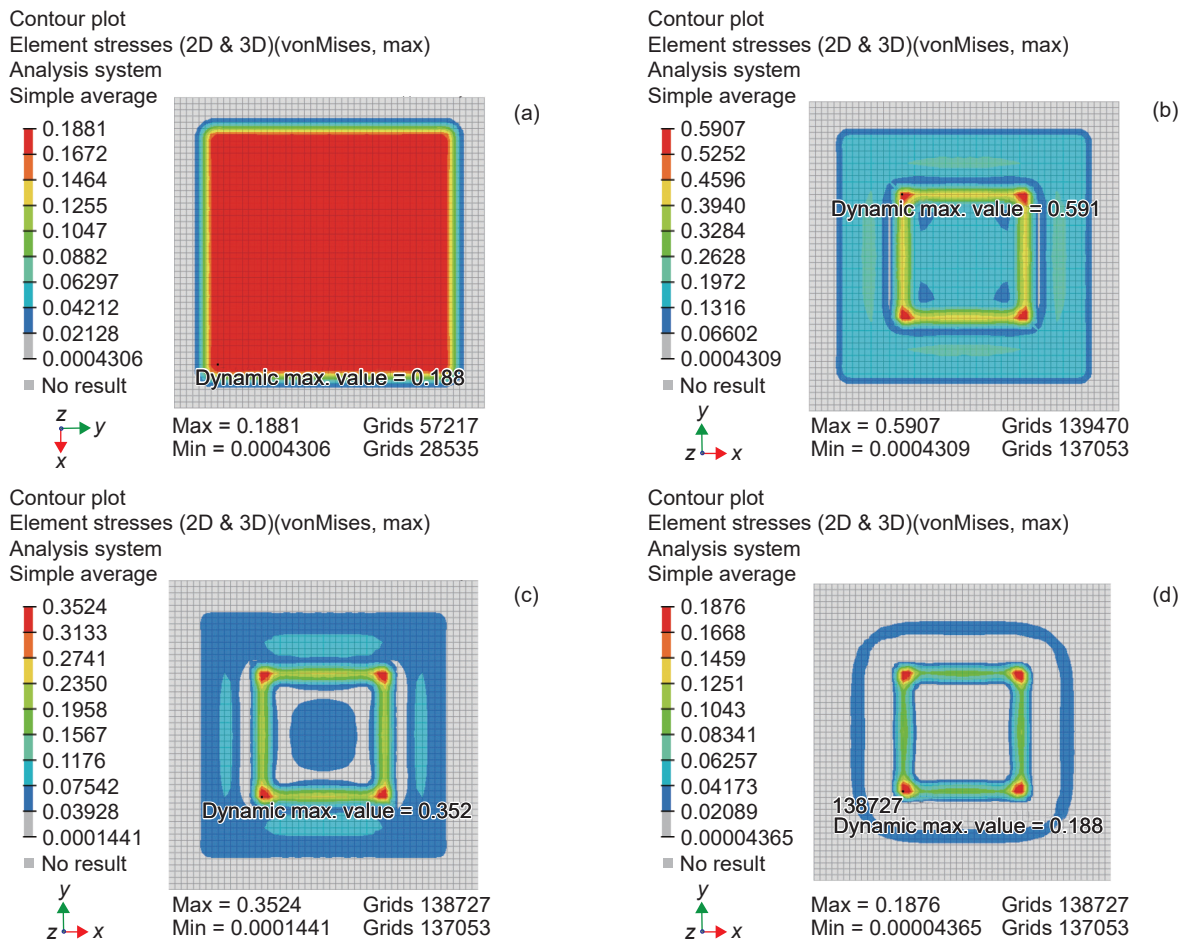 Contour plot
Element stresses (2D & 3D)(vonMises, max)
Analysis system
Simple average
(a)
0.1881
0.1672
0.1464
0.1255
0.1047
0.0882
0.06297
0.04212
0.02128
0.0004306
No result
Dynamic max. value = 0.188
z
y
x
Max = 0.1881 Grids 57217
Min = 0.0004306 Grids 28535
Contour plot
Element stresses (2D & 3D)(vonMises, max)
Analysis system
Simple average
(b)
0.5907
0.5252
0.4596
0.3940
0.3284
0.2628
0.1972
0.1316
0.06602
0.0004309
No result
Dynamic max. value = 0.591
y
z
x
Max = 0.5907 Grids 139470
Min = 0.0004309 Grids 137053
Contour plot
Element stresses (2D & 3D)(vonMises, max)
Analysis system
Simple average
(c)
0.3524
0.3133
0.2741
0.2350
0.1958
0.1567
0.1176
0.07542
0.03928
0.0001441
No result
Dynamic max. value = 0.352
y
z
x
Max = 0.3524 Grids 138727
Min = 0.0001441 Grids 137053
Contour plot
Element stresses (2D & 3D)(vonMises, max)
Analysis system
Simple average
(d)
0.1876
0.1668
0.1459
0.1251
0.1043
0.08341
0.06257
0.04173
0.02089
0.00004365
No result
138727
Dynamic max. value = 0.188
y
z
x
Max = 0.1876 Grids 138727
Min = 0.00004365 Grids 137053